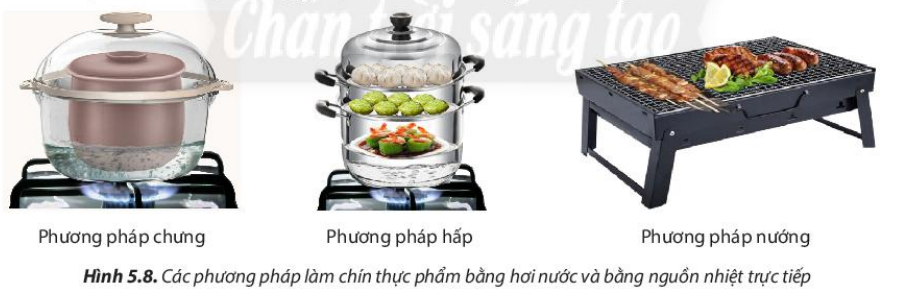 Chân trời sáng tạo
Phương pháp chưng
Phương pháp hấp
Phương pháp nướng
Hình 5.8. Các phương pháp làm chín thực phẩm bằng hơi nước và bằng nguồn nhiệt trực tiếp